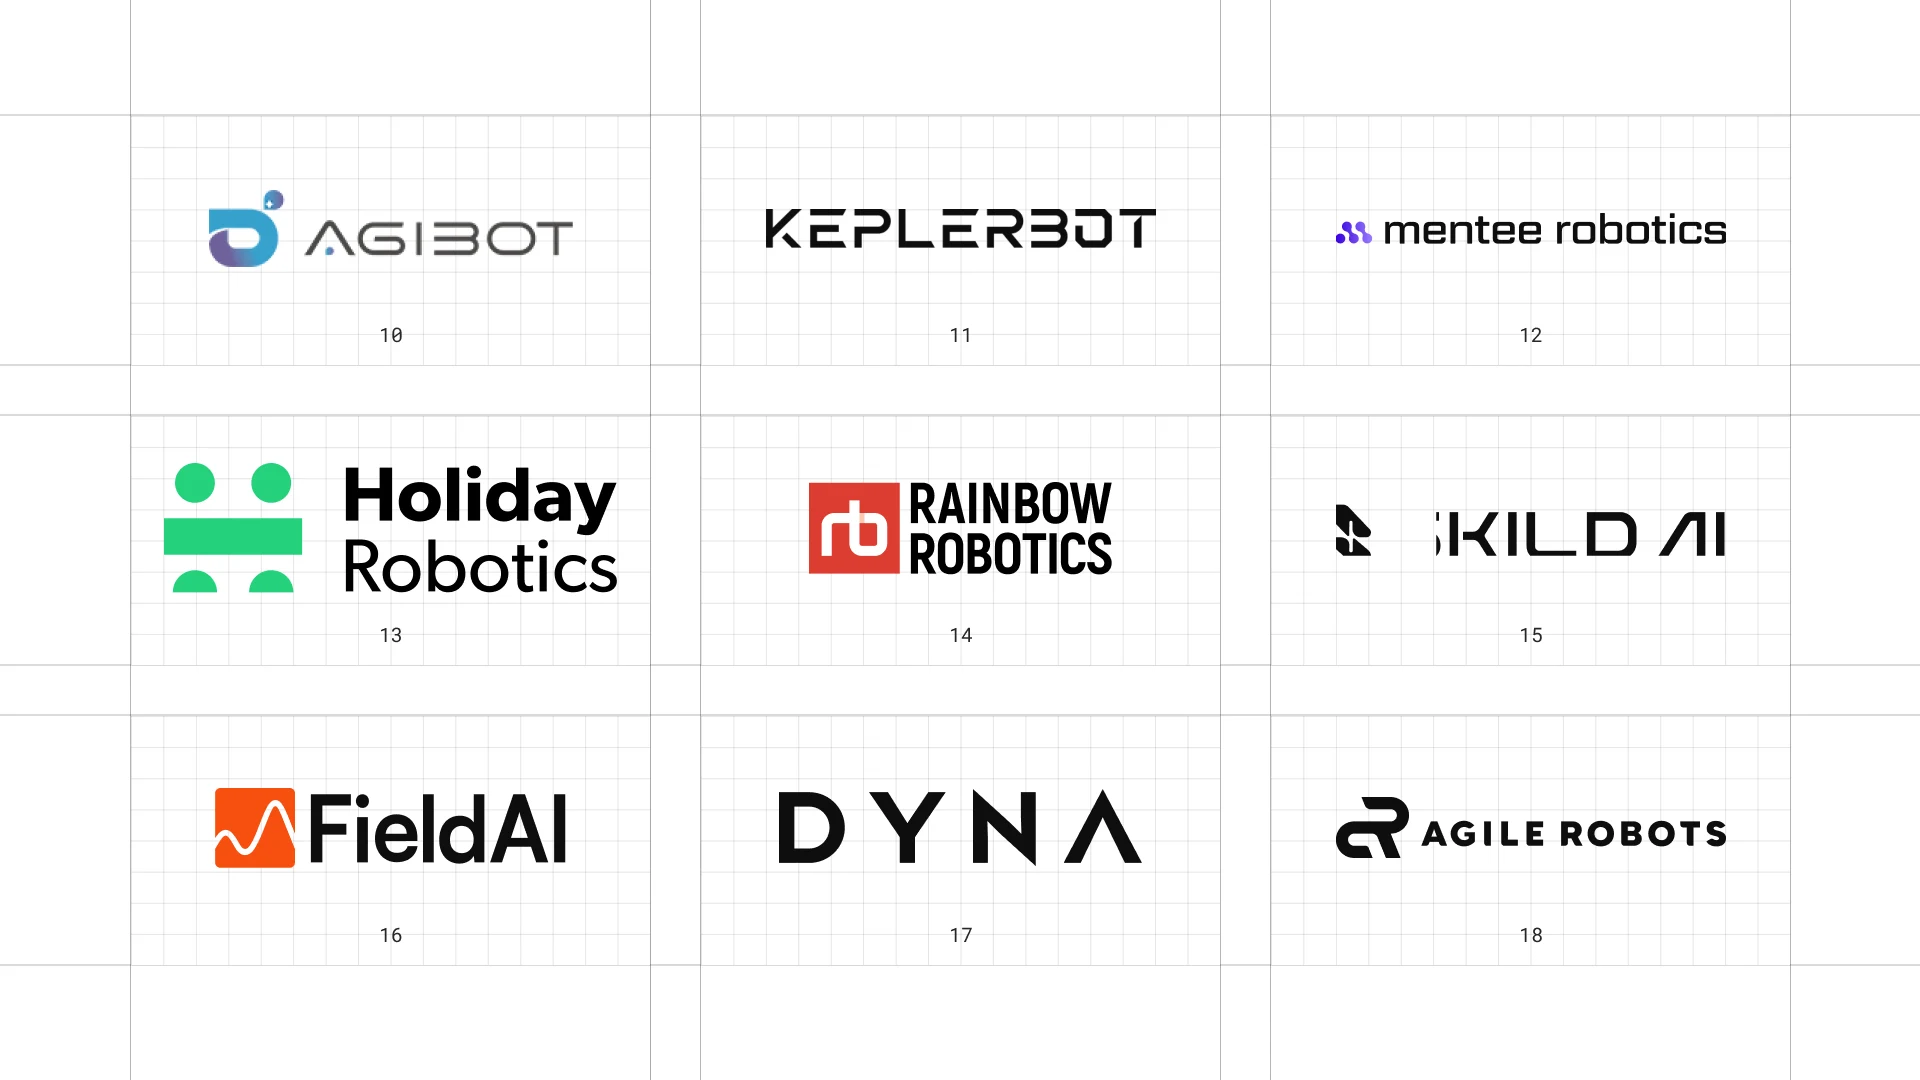 AGIBOT
KEPLERBOT
mentee robotics
10
11
12
Holiday
Robotics
rb
RAINBOW
ROBOTICS
SKILD AI
13
14
15
FieldAI
DYNA
AGILE ROBOTS
16
17
18